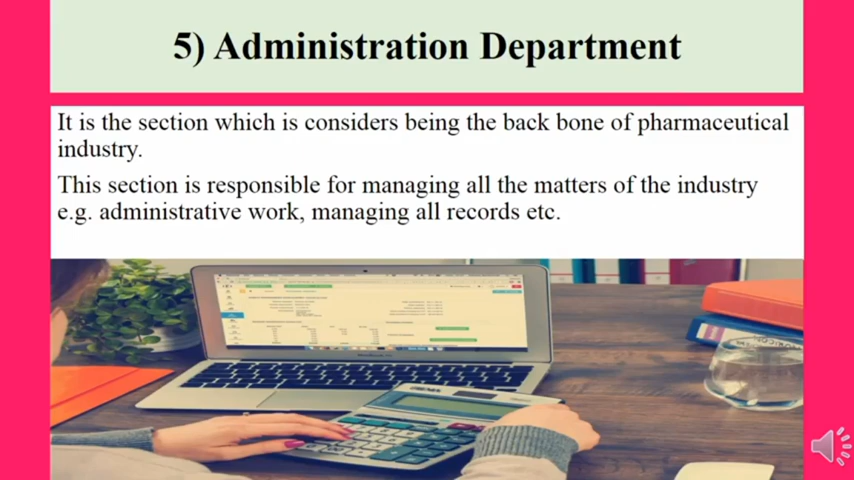 5) Administration Department
It is the section which is considers being the back bone of pharmaceutical
industry.
This section is responsible for managing all the matters of the industry
e.g. administrative work, managing all records etc.